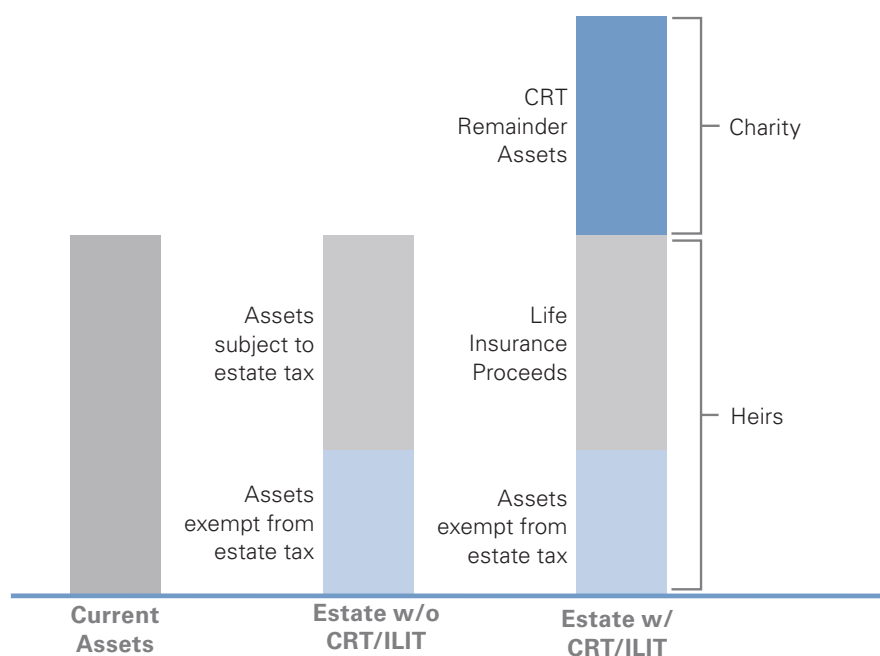 CRT
Remainder
Assets
Charity
Assets
subject to
estate tax
Life
Insurance
Proceeds
Heirs
Assets
exempt from
estate tax
Assets
exempt from
estate tax
Current
Assets
Estate w/o
CRT/ILIT
Estate w/
CRT/ILIT